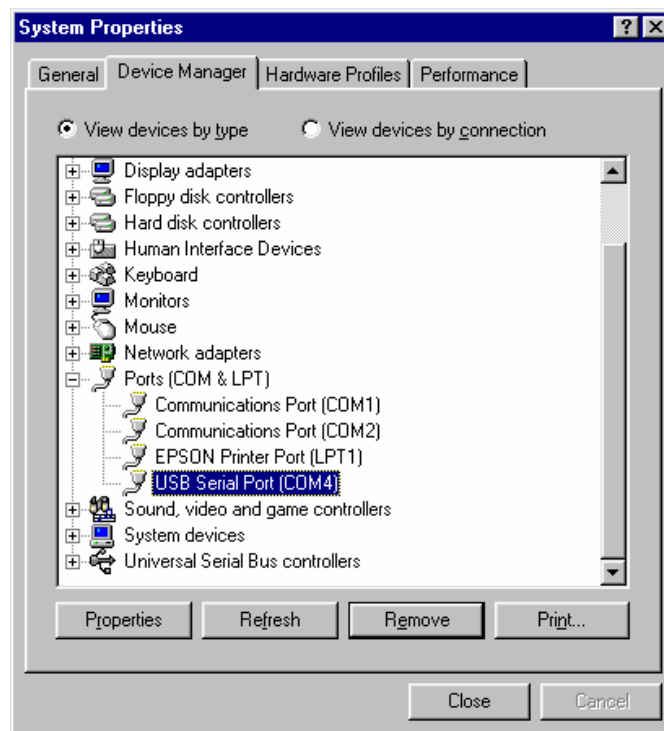 System Properties
General Device Manager Hardware Profiles Performance
View devices by type View devices by connection
Display adapters
Floppy disk controllers
Hard disk controllers
Human Interface Devices
Keyboard
Monitors
Mouse
Network adapters
Ports (COM & LPT)
Communications Port (COM1)
Communications Port (COM2)
EPSON Printer Port (LPT1)
USB Serial Port (COM4)
Sound, video and game controllers
System devices
Universal Serial Bus controllers
Properties Refresh Remove Print...
Close Cancel